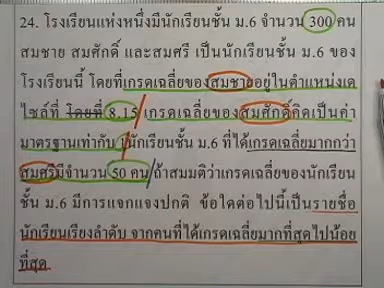 24. โรงเรียนแห่งหนึ่งมีนักเรียนชั้น ม.6 จำนวน 300 คน
สมชาย สมศักดิ์ และสมศรี เป็นนักเรียนชั้น ม.6 ของ
โรงเรียนนี้ โดยที่เกรดเฉลี่ยของสมชายอยู่ในตำแหน่งเด
ไซล์ที่ โดยที่ 8.15 เกรดเฉลี่ยของสมศักดิ์คิดเป็นค่า
มาตรฐานเท่ากับ 1 นักเรียนชั้น ม.6 ที่ได้เกรดเฉลี่ยมากกว่า
สมศรีมีจำนวน 50 คน ถ้าสมมติว่าเกรดเฉลี่ยของนักเรียน
ชั้น ม.6 มีการแจกแจงปกติ ข้อใดต่อไปนี้เป็นรายชื่อ
นักเรียนเรียงลำดับ จากคนที่ได้เกรดเฉลี่ยมากที่สุดไปน้อย
ที่สุด